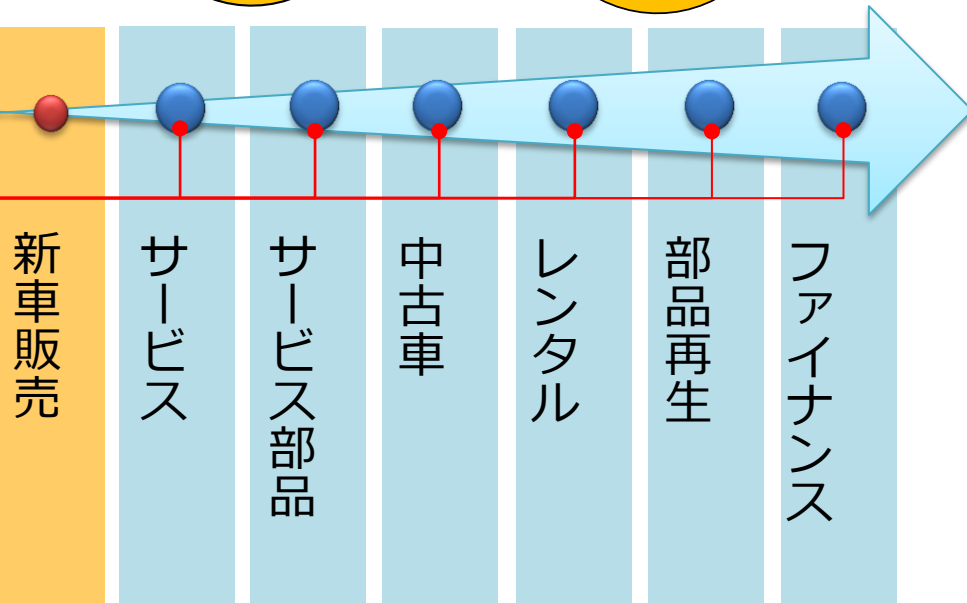 新車販売
サービス
サービス部品
中古車
レンタル
部品再生
ファイナンス